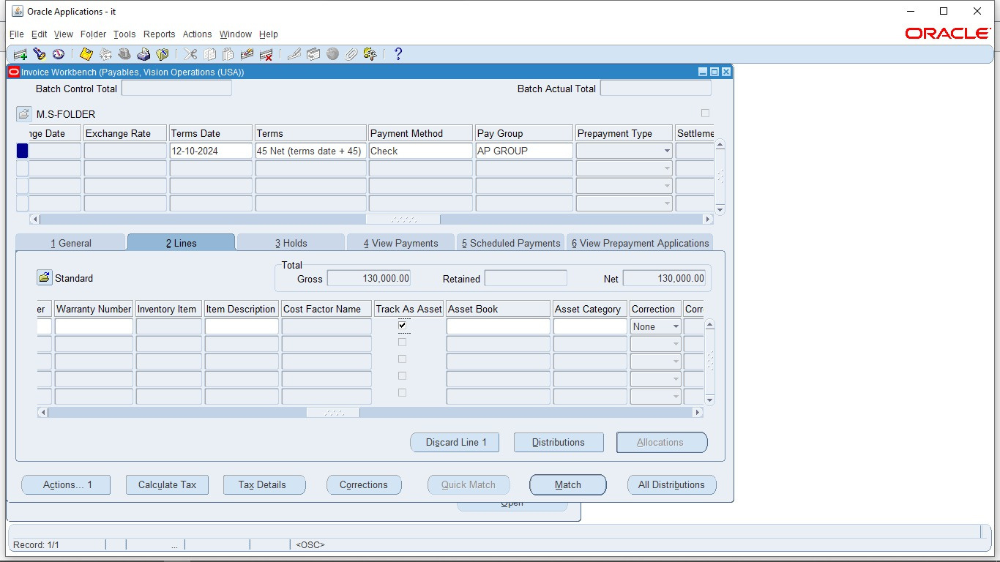 Oracle Applications - it
File Edit View Folder Tools Reports Actions Window Help
ORACLE
Invoice Workbench (Payables, Vision Operations (USA))
Batch Control Total Batch Actual Total
M.S-FOLDER
nge Date Exchange Rate Terms Date Terms Payment Method Pay Group Prepayment Type Settleme
12-10-2024 45 Net (terms date + 45) Check AP GROUP
1 General 2 Lines 3 Holds 4 View Payments 5 Scheduled Payments 6 View Prepayment Applications
Total
Standard Gross 130,000.00 Retained Net 130,000.00
er Warranty Number Inventory Item Item Description Cost Factor Name Track As Asset Asset Book Asset Category Correction Corr
None
Discard Line 1 Distributions Allocations
Actions... 1 Calculate Tax Tax Details Corrections Quick Match Match All Distributions
Open
Record: 1/1 ... <OSC>